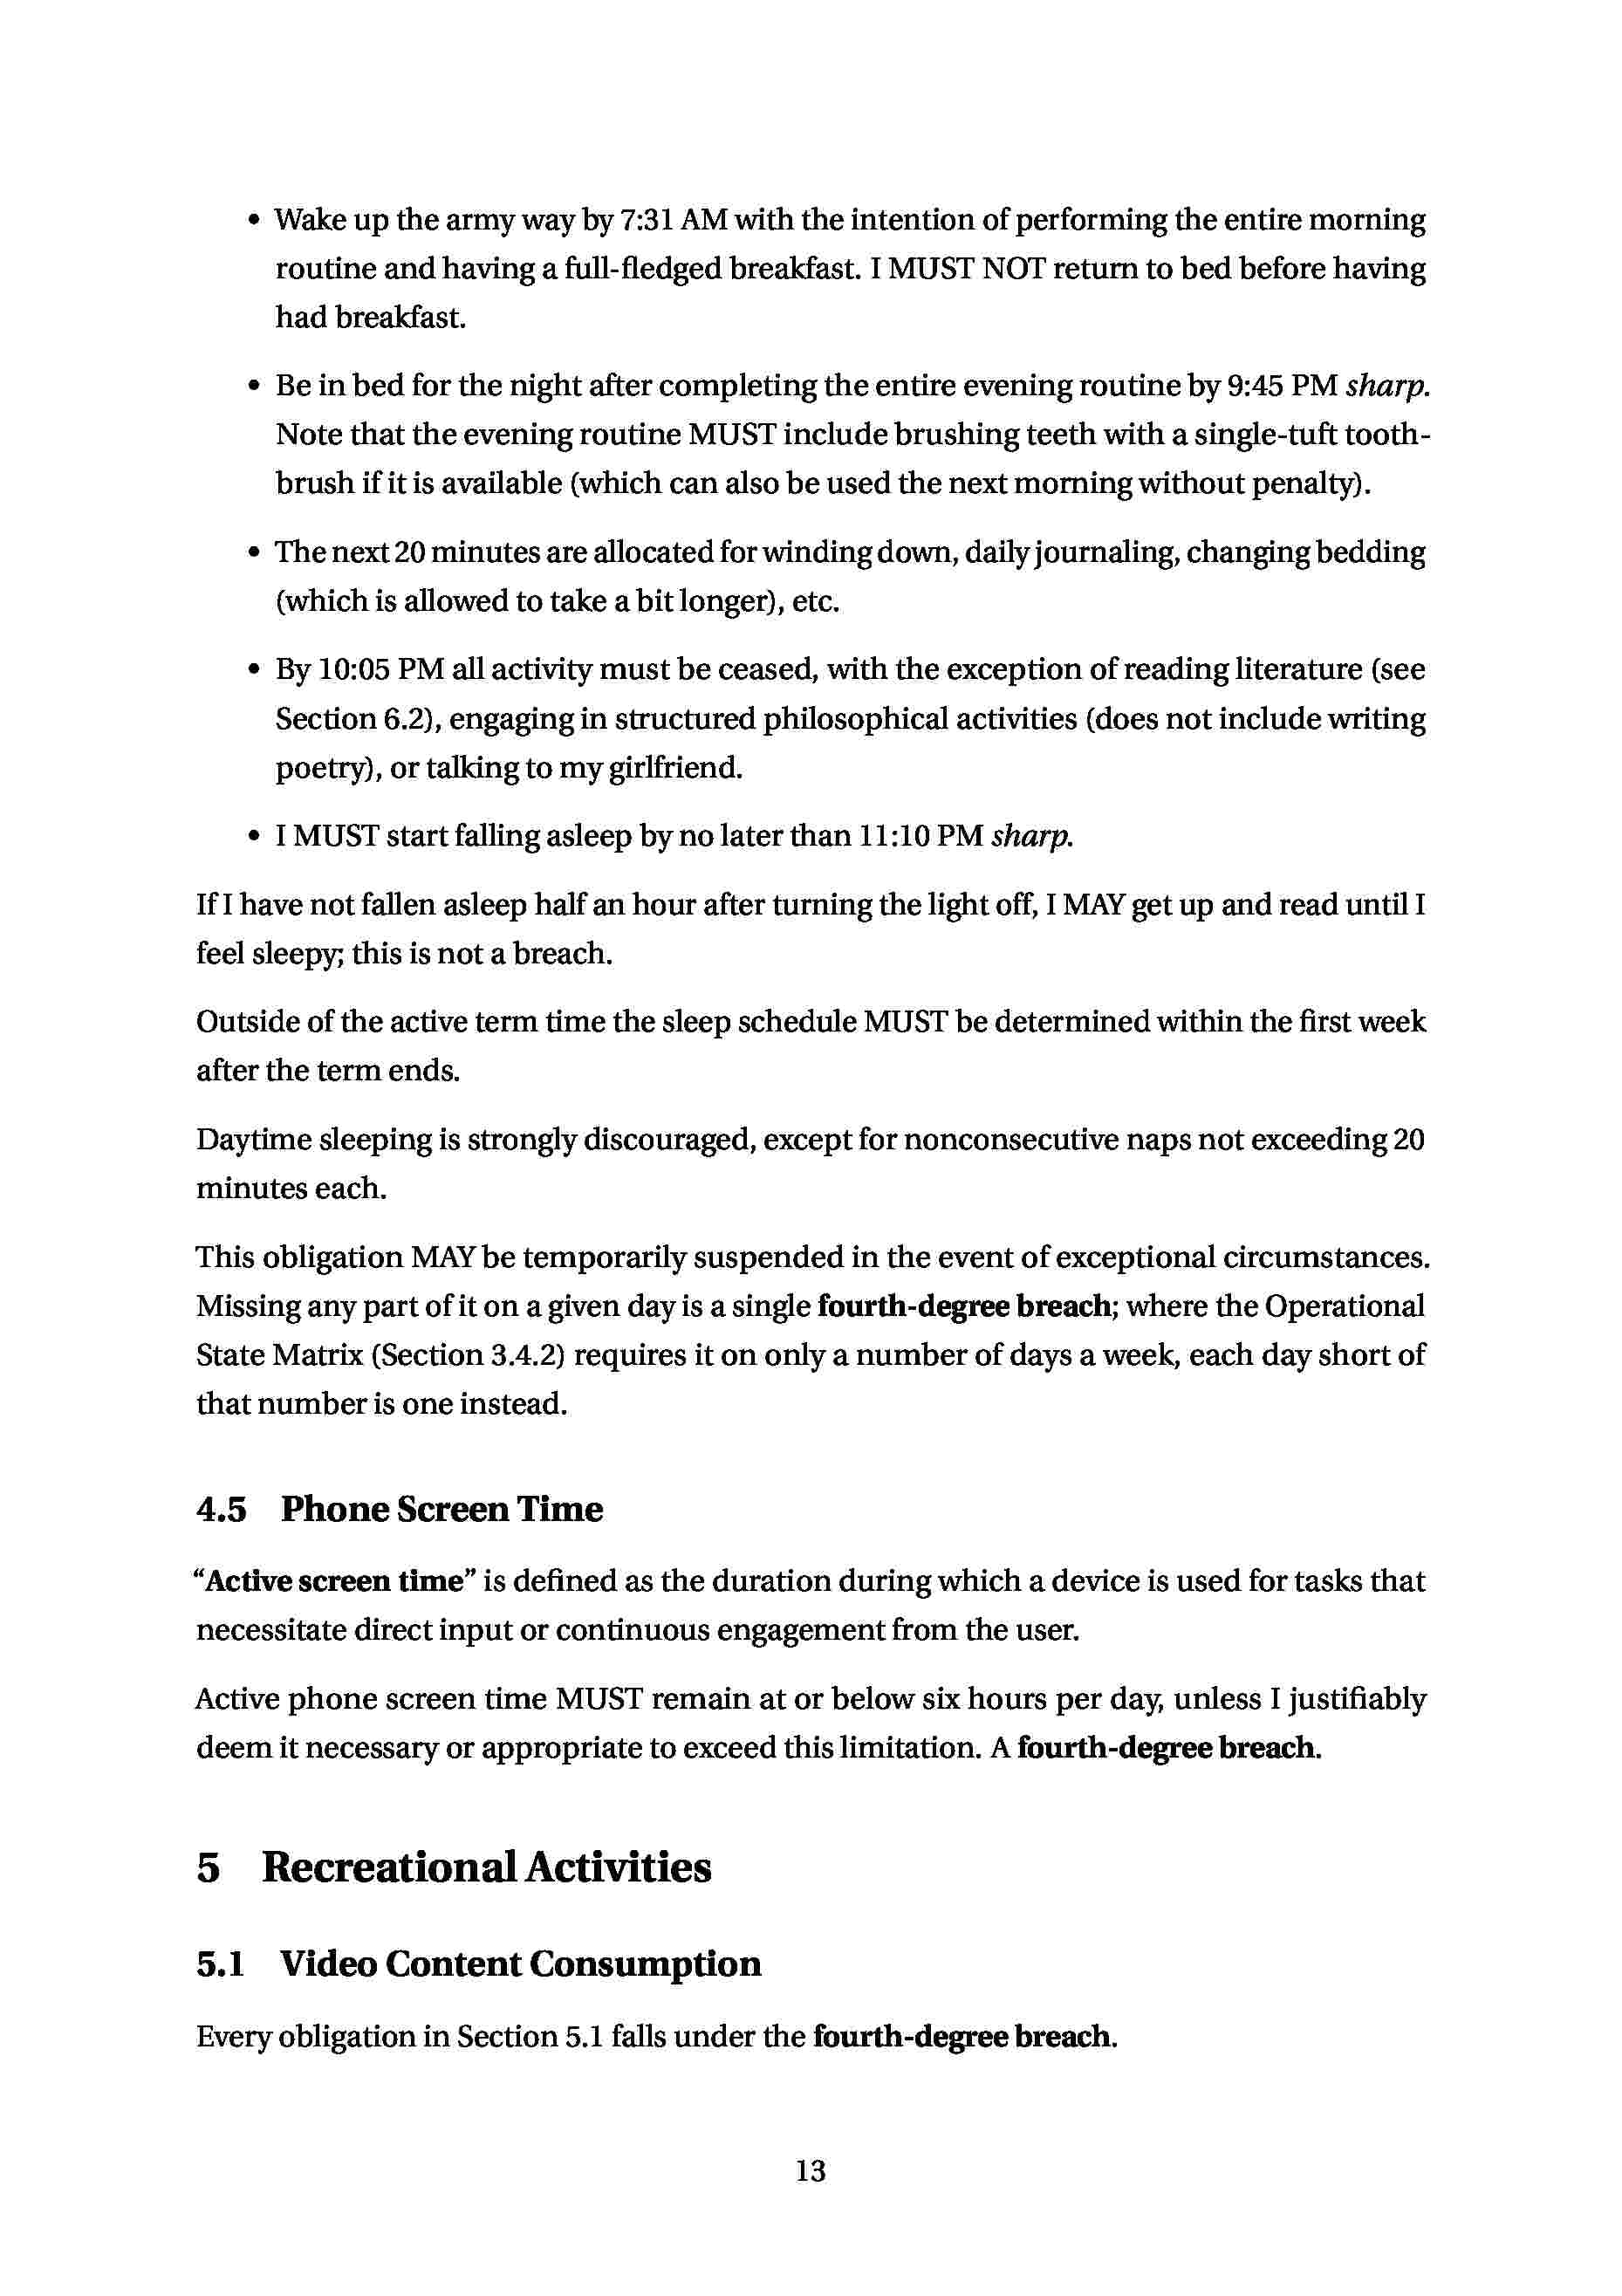 • Wake up the army way by 7:31 AM with the intention of performing the entire morning
routine and having a full-fledged breakfast. I MUST NOT return to bed before having
had breakfast.
• Be in bed for the night after completing the entire evening routine by 9:45 PM sharp.
Note that the evening routine MUST include brushing teeth with a single-tuft tooth-
brush if it is available (which can also be used the next morning without penalty).
• The next 20 minutes are allocated for winding down, daily journaling, changing bedding
(which is allowed to take a bit longer), etc.
• By 10:05 PM all activity must be ceased, with the exception of reading literature (see
Section 6.2), engaging in structured philosophical activities (does not include writing
poetry), or talking to my girlfriend.
• I MUST start falling asleep by no later than 11:10 PM sharp.
If I have not fallen asleep half an hour after turning the light off, I MAY get up and read until I
feel sleepy; this is not a breach.
Outside of the active term time the sleep schedule MUST be determined within the first week
after the term ends.
Daytime sleeping is strongly discouraged, except for nonconsecutive naps not exceeding 20
minutes each.
This obligation MAY be temporarily suspended in the event of exceptional circumstances.
Missing any part of it on a given day is a single fourth-degree breach; where the Operational
State Matrix (Section 3.4.2) requires it on only a number of days a week, each day short of
that number is one instead.
4.5 Phone Screen Time
“Active screen time” is defined as the duration during which a device is used for tasks that
necessitate direct input or continuous engagement from the user.
Active phone screen time MUST remain at or below six hours per day, unless I justifiably
deem it necessary or appropriate to exceed this limitation. A fourth-degree breach.
5 Recreational Activities
5.1 Video Content Consumption
Every obligation in Section 5.1 falls under the fourth-degree breach.
13